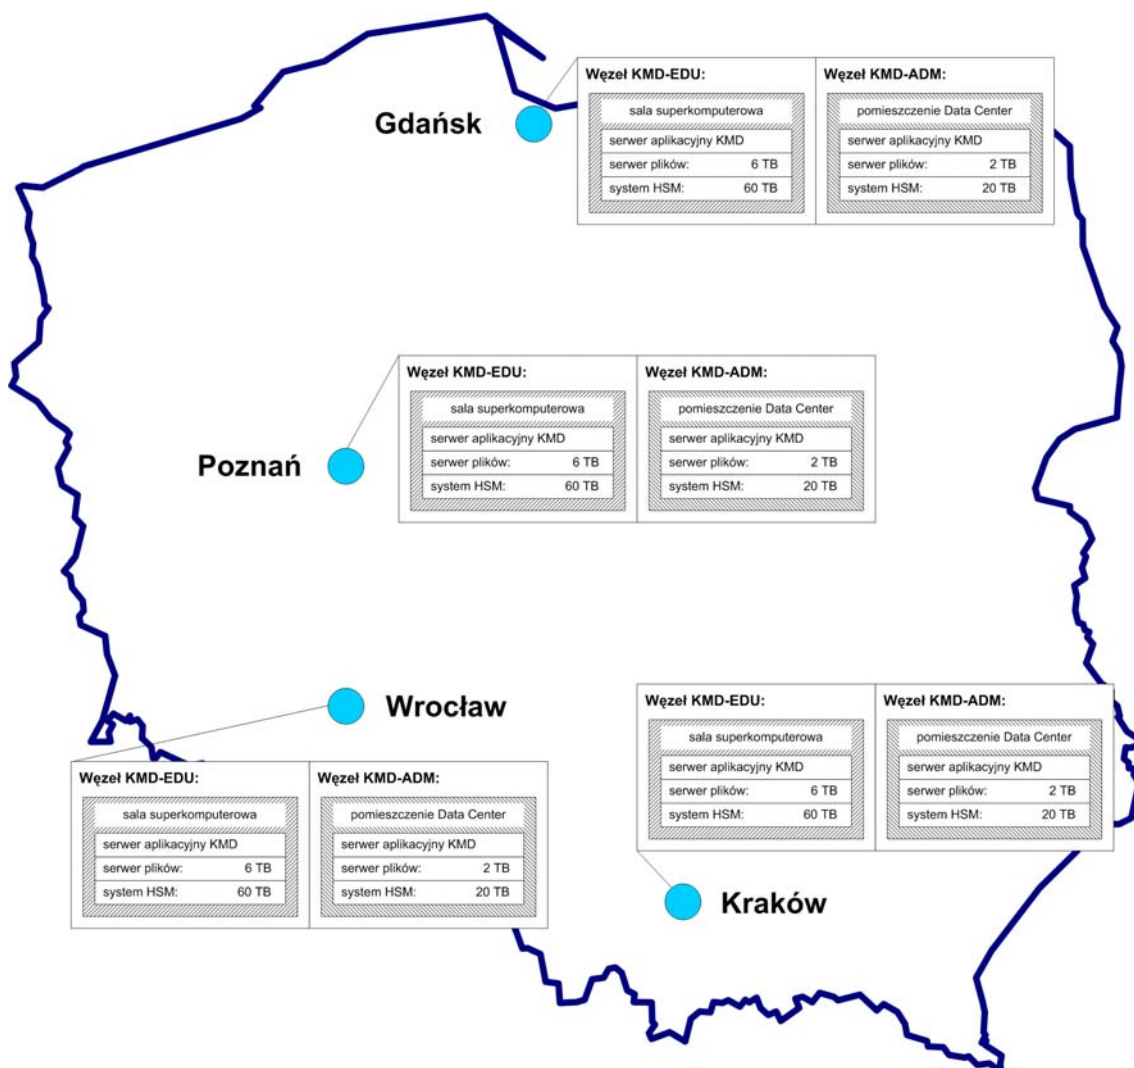 Gdańsk
Węzeł KMD-EDU:
sala superkomputerowa
serwer aplikacyjny KMD
serwer plików: 6 TB
system HSM: 60 TB
Węzeł KMD-ADM:
pomieszczenie Data Center
serwer aplikacyjny KMD
serwer plików: 2 TB
system HSM: 20 TB
Poznań
Węzeł KMD-EDU:
sala superkomputerowa
serwer aplikacyjny KMD
serwer plików: 6 TB
system HSM: 60 TB
Węzeł KMD-ADM:
pomieszczenie Data Center
serwer aplikacyjny KMD
serwer plików: 2 TB
system HSM: 20 TB
Wrocław
Węzeł KMD-EDU:
sala superkomputerowa
serwer aplikacyjny KMD
serwer plików: 6 TB
system HSM: 60 TB
Węzeł KMD-ADM:
pomieszczenie Data Center
serwer aplikacyjny KMD
serwer plików: 2 TB
system HSM: 20 TB
Węzeł KMD-EDU:
sala superkomputerowa
serwer aplikacyjny KMD
serwer plików: 6 TB
system HSM: 60 TB
Węzeł KMD-ADM:
pomieszczenie Data Center
serwer aplikacyjny KMD
serwer plików: 2 TB
system HSM: 20 TB
Kraków